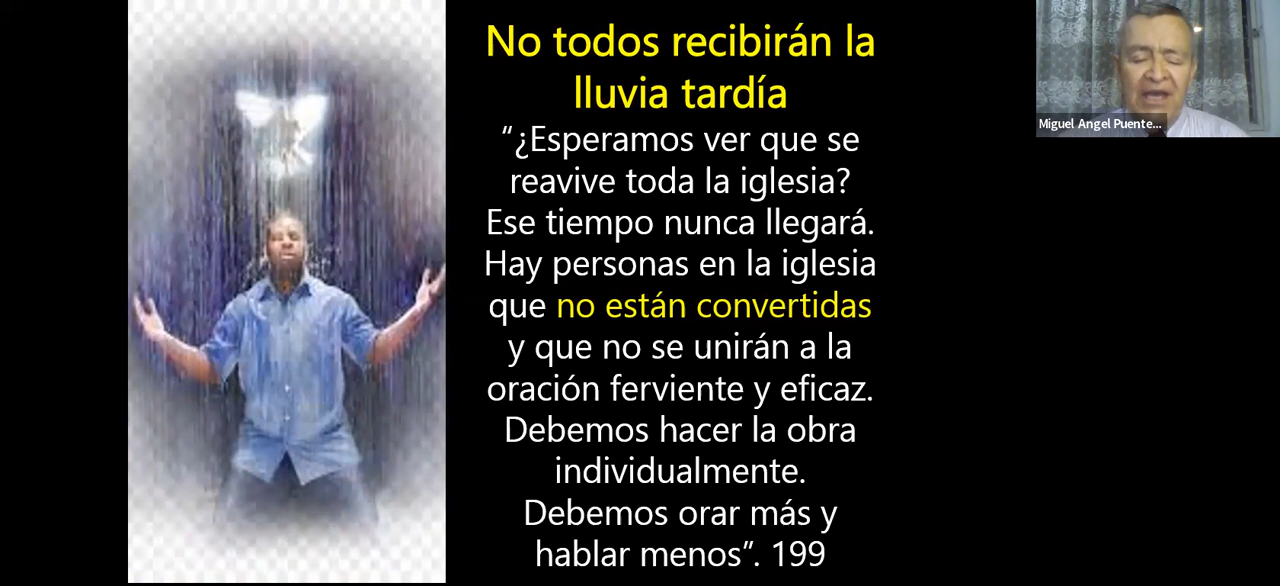 No todos recibirán la
lluvia tardía
“¿Esperamos ver que se
reavive toda la iglesia?
Ese tiempo nunca llegará.
Hay personas en la iglesia
que no están convertidas
y que no se unirán a la
oración ferviente y eficaz.
Debemos hacer la obra
individualmente.
Debemos orar más y
hablar menos”. 199
Miguel Angel Puente...